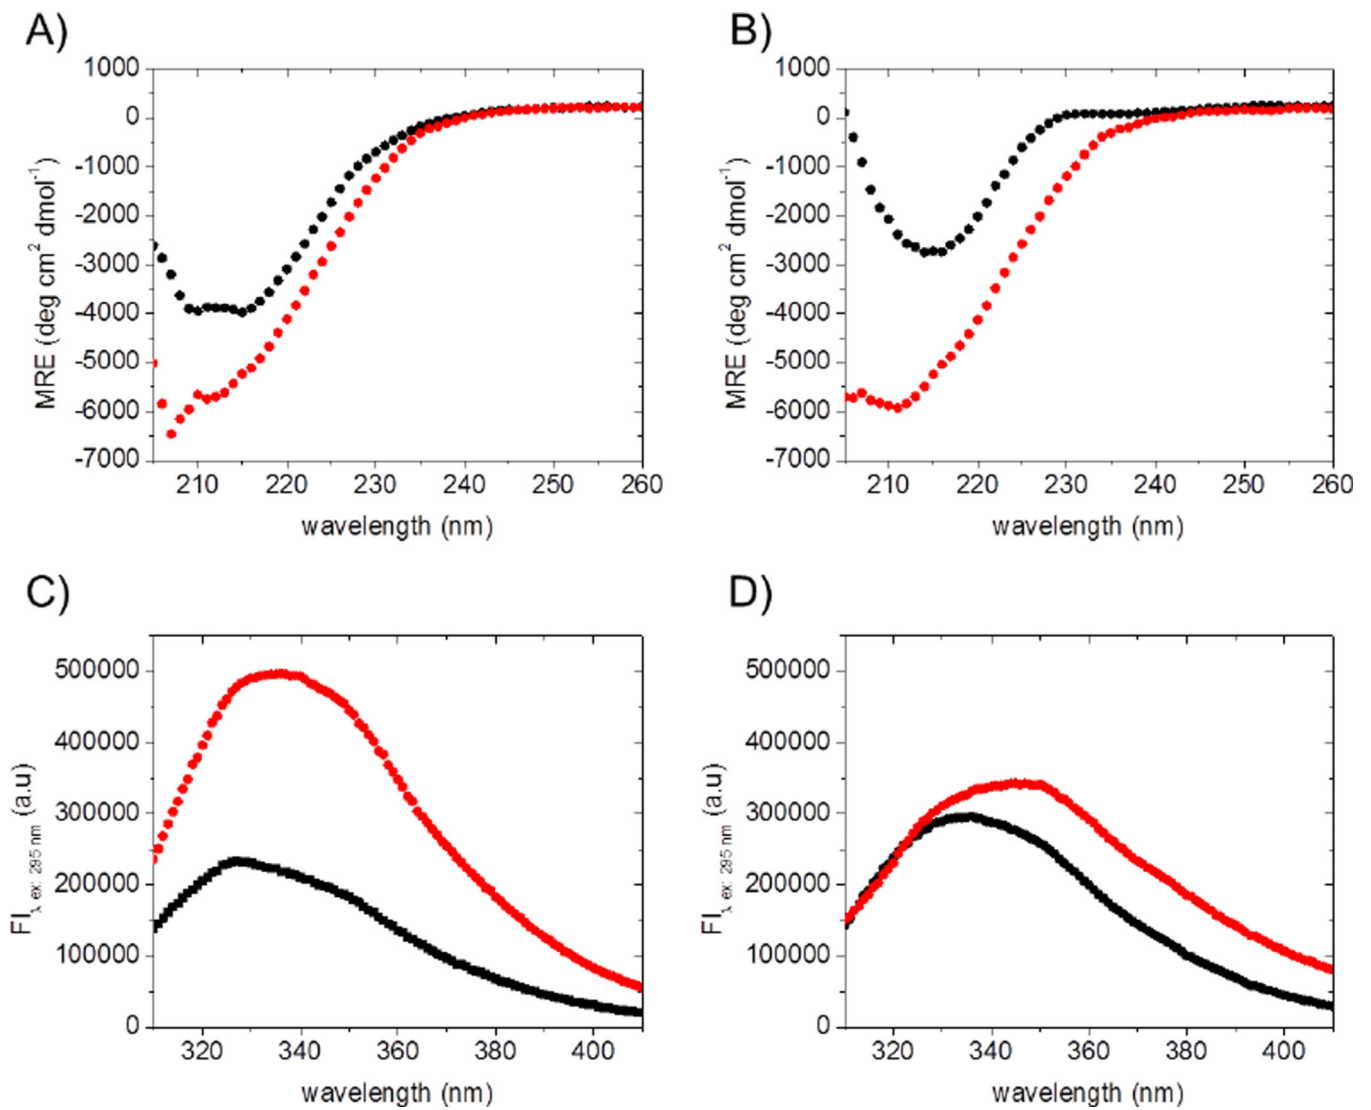 A)
B)
1000
0
-1000
-2000
-3000
-4000
-5000
-6000
-7000
MRE (deg cm² dmol⁻¹)
210 220 230 240 250 260
wavelength (nm)
1000
0
-1000
-2000
-3000
-4000
-5000
-6000
-7000
MRE (deg cm² dmol⁻¹)
210 220 230 240 250 260
wavelength (nm)
C)
D)
500000
400000
300000
200000
100000
0
FI λ ex: 295 nm (a.u)
320 340 360 380 400
wavelength (nm)
500000
400000
300000
200000
100000
0
FI λ ex: 295 nm (a.u)
320 340 360 380 400
wavelength (nm)